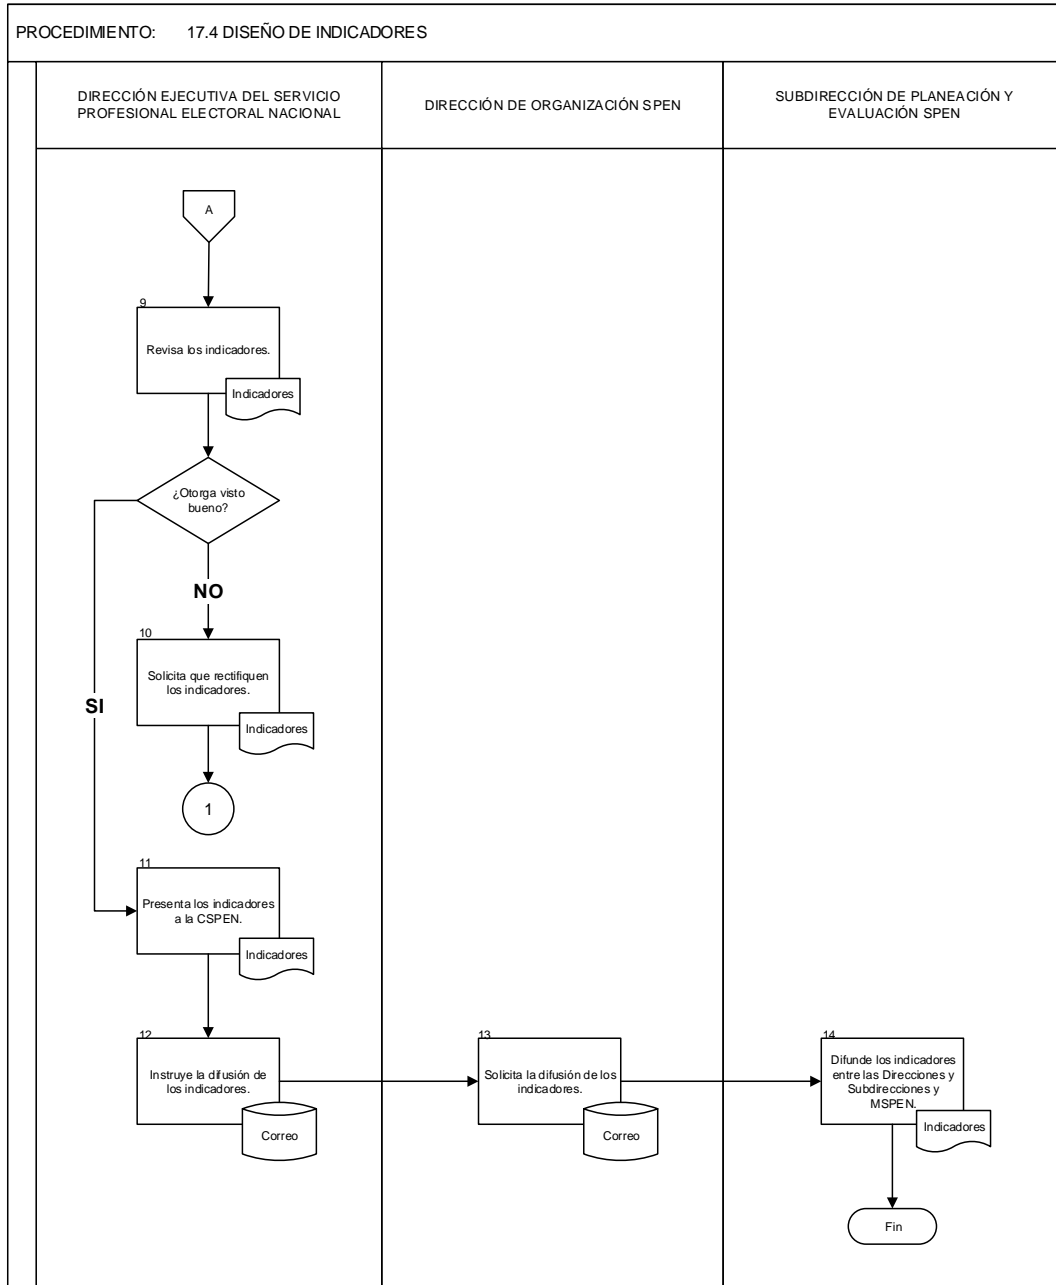 PROCEDIMIENTO: 17.4 DISEÑO DE INDICADORES
DIRECCIÓN EJECUTIVA DEL SERVICIO
PROFESIONAL ELECTORAL NACIONAL
DIRECCIÓN DE ORGANIZACIÓN SPEN
SUBDIRECCIÓN DE PLANEACIÓN Y
EVALUACIÓN SPEN
A
9
Revisa los indicadores.
Indicadores
¿Otorga visto
bueno?
NO
10
Solicita que rectifiquen
los indicadores.
Indicadores
SI
1
11
Presenta los indicadores
a la CSPEN.
Indicadores
12
Instruye la difusión de
los indicadores.
Correo
13
Solicita la difusión de los
indicadores.
Correo
14
Difunde los indicadores
entre las Direcciones y
Subdirecciones y
MSPEN.
Indicadores
Fin